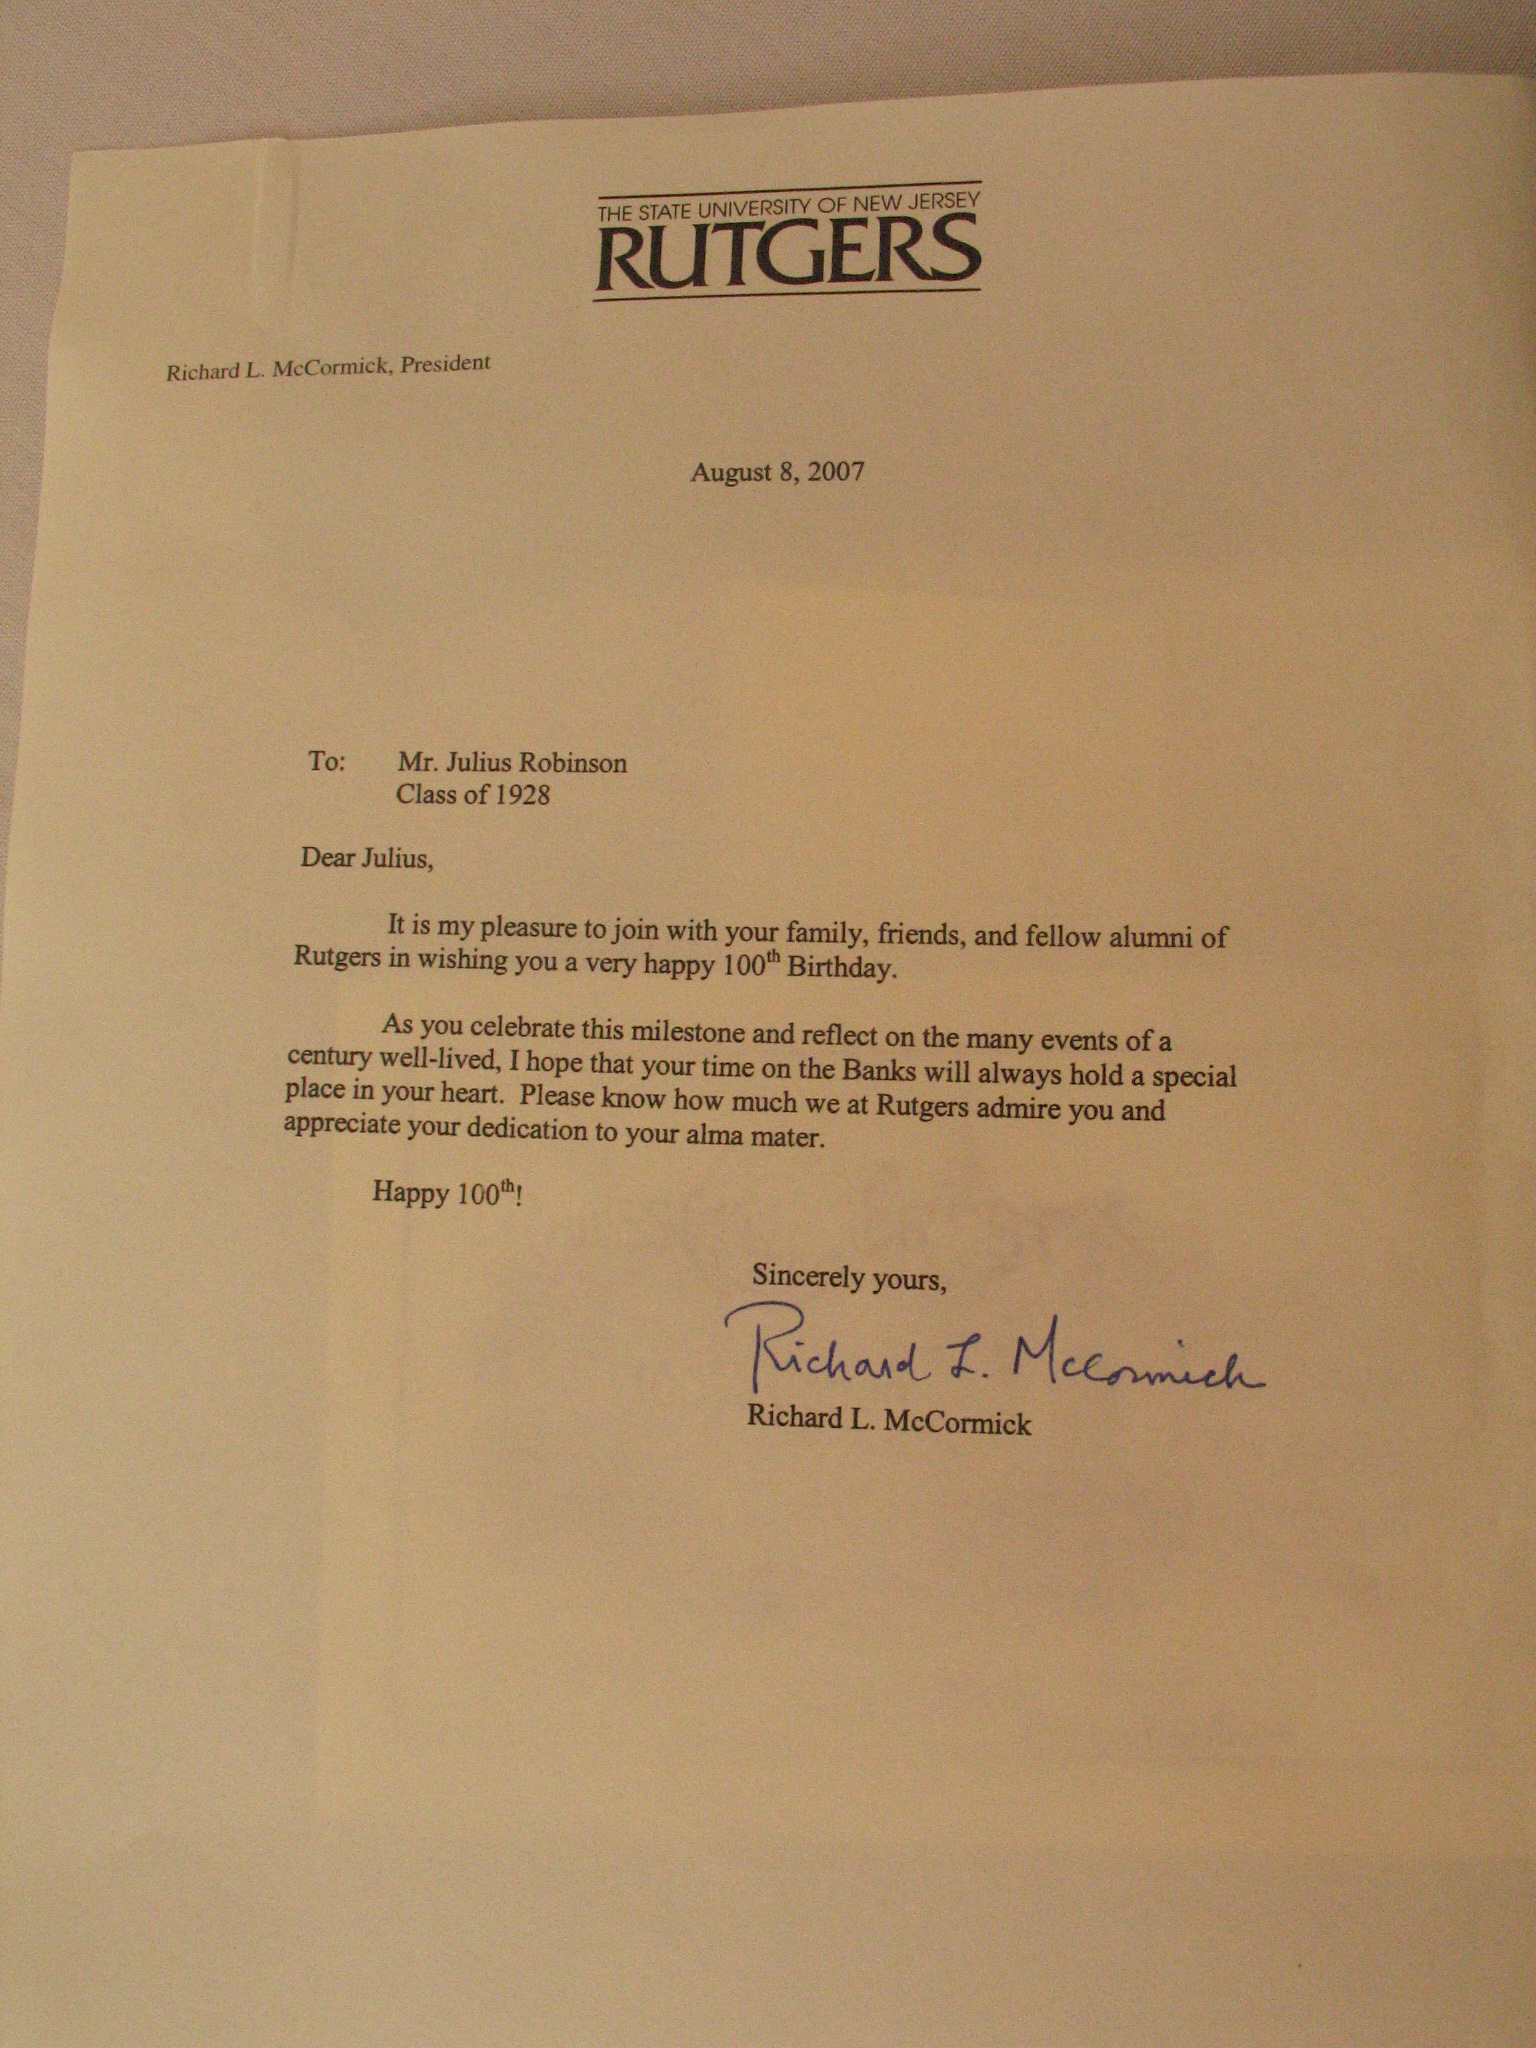 THE STATE UNIVERSITY OF NEW JERSEY
RUTGERS
Richard L. McCormick, President
August 8, 2007
To: Mr. Julius Robinson
Class of 1928
Dear Julius,
It is my pleasure to join with your family, friends, and fellow alumni of
Rutgers in wishing you a very happy 100th Birthday.
As you celebrate this milestone and reflect on the many events of a
century well-lived, I hope that your time on the Banks will always hold a special
place in your heart. Please know how much we at Rutgers admire you and
appreciate your dedication to your alma mater.
Happy 100th!
Sincerely yours,
Richard L. McCormick
Richard L. McCormick